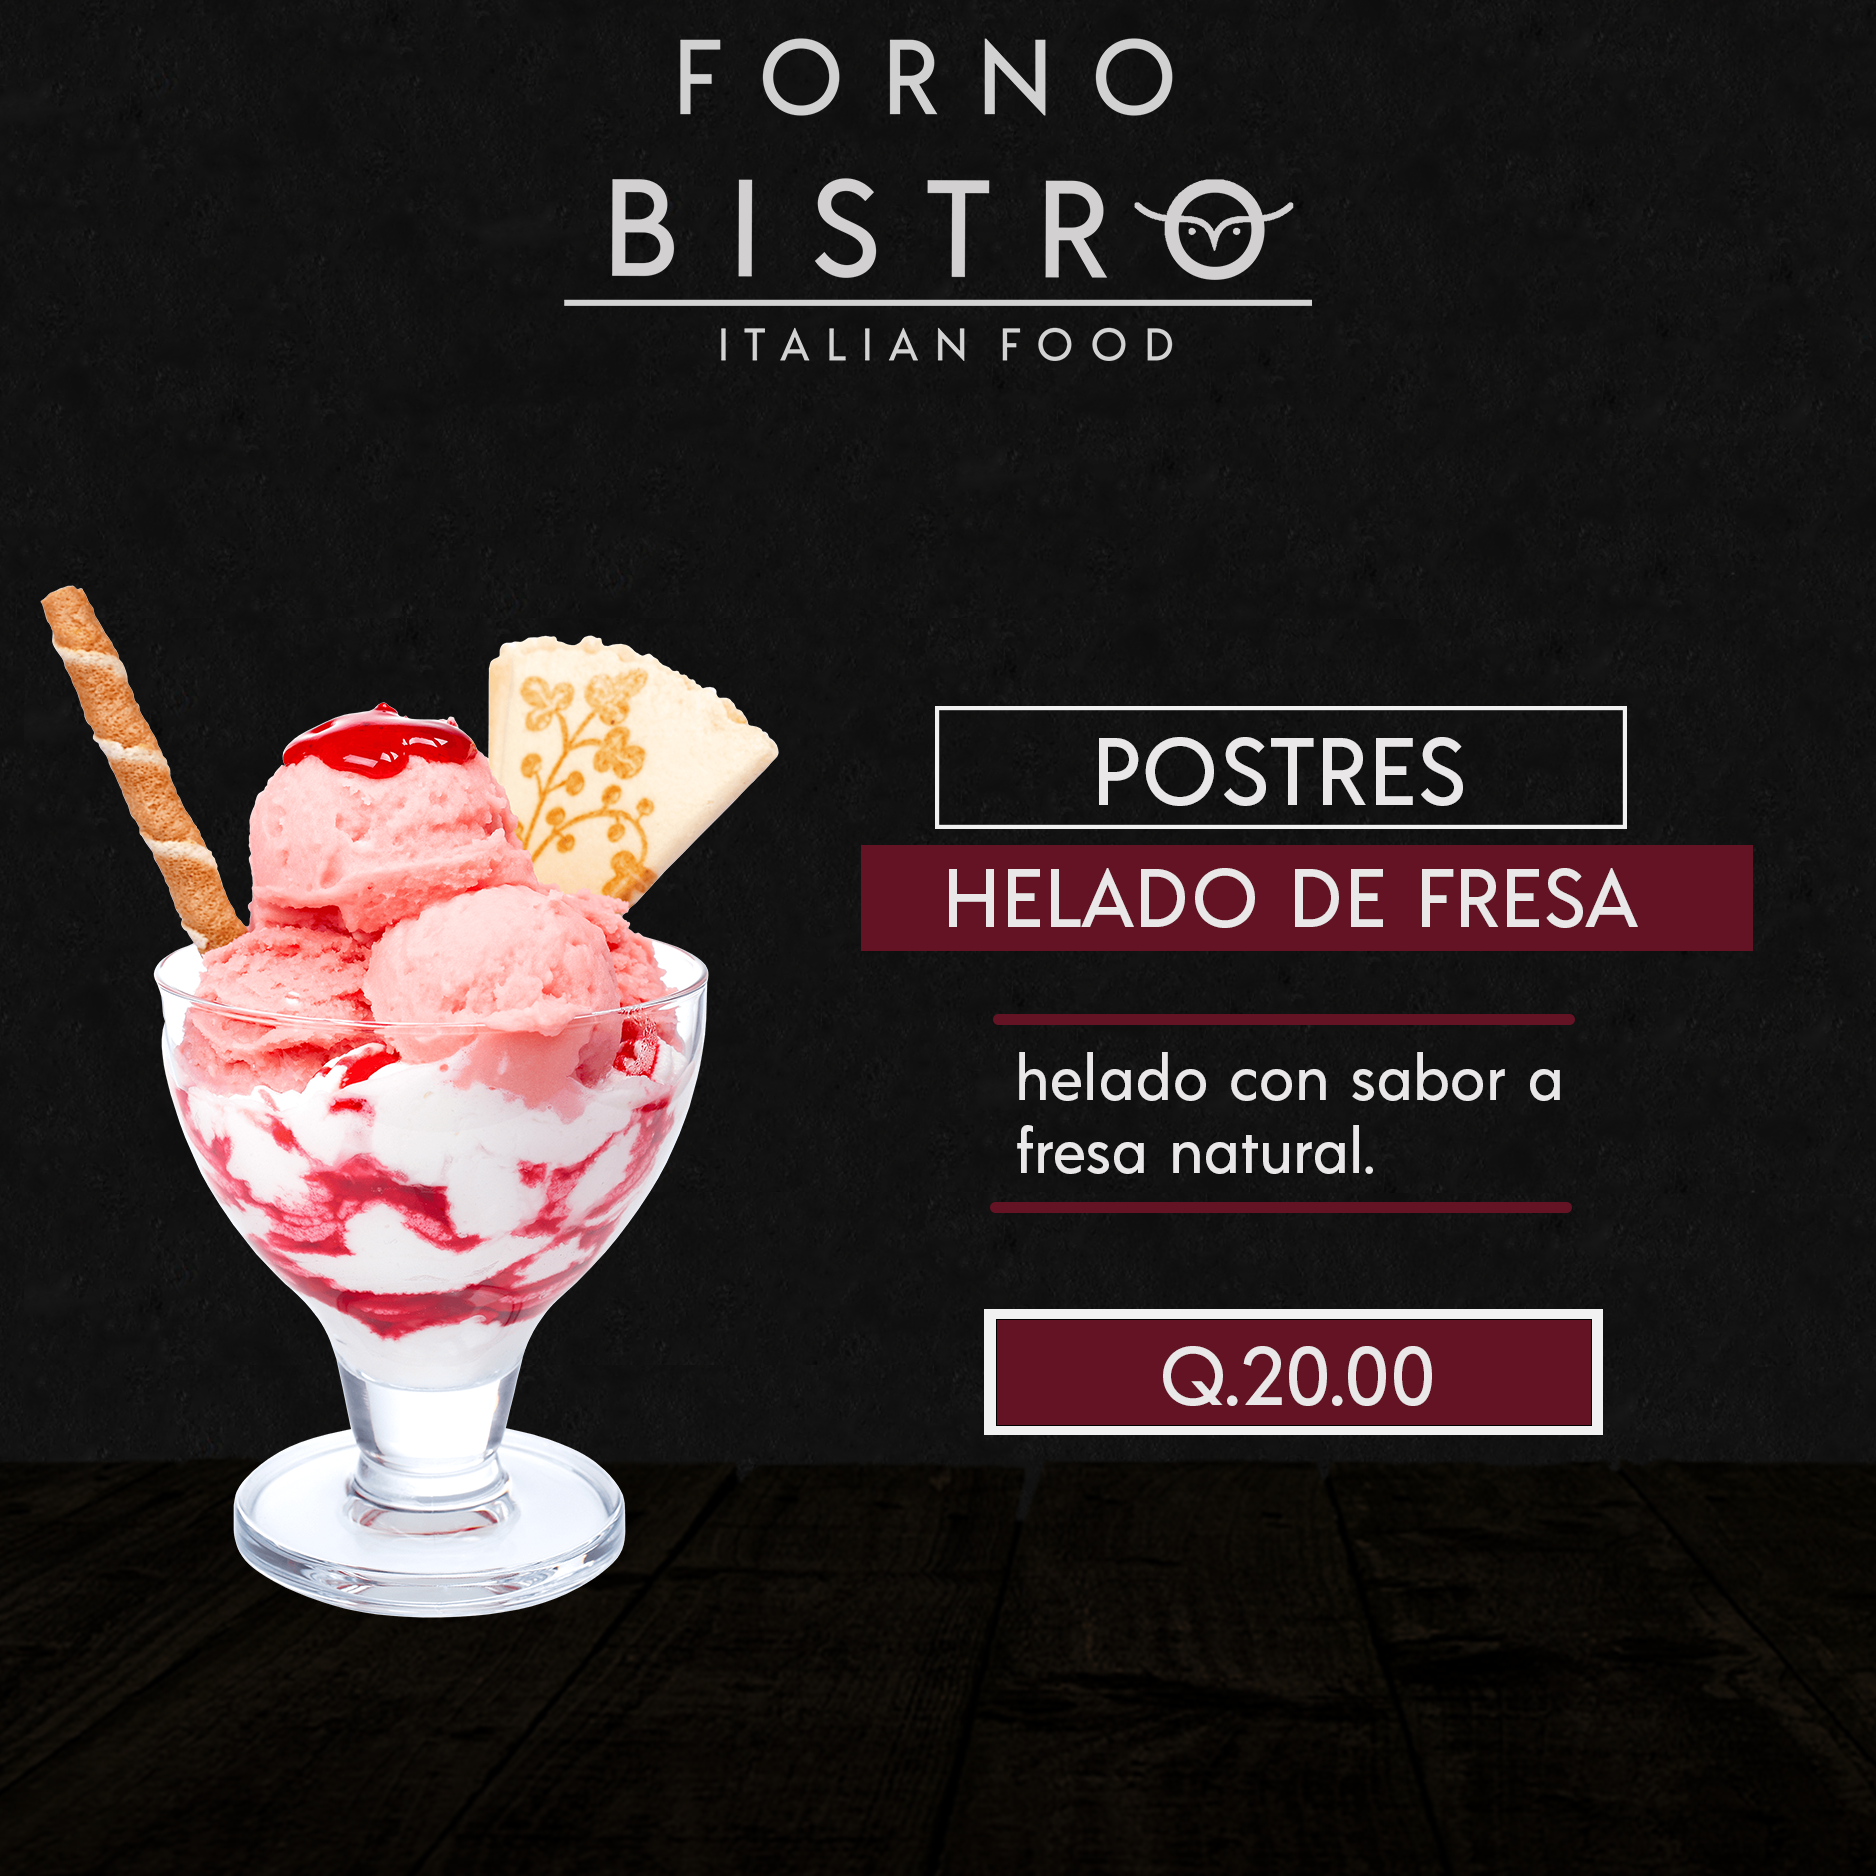 FORNO
BISTRO
ITALIAN FOOD
POSTRES
HELADO DE FRESA
helado con sabor a
fresa natural.
Q.20.00